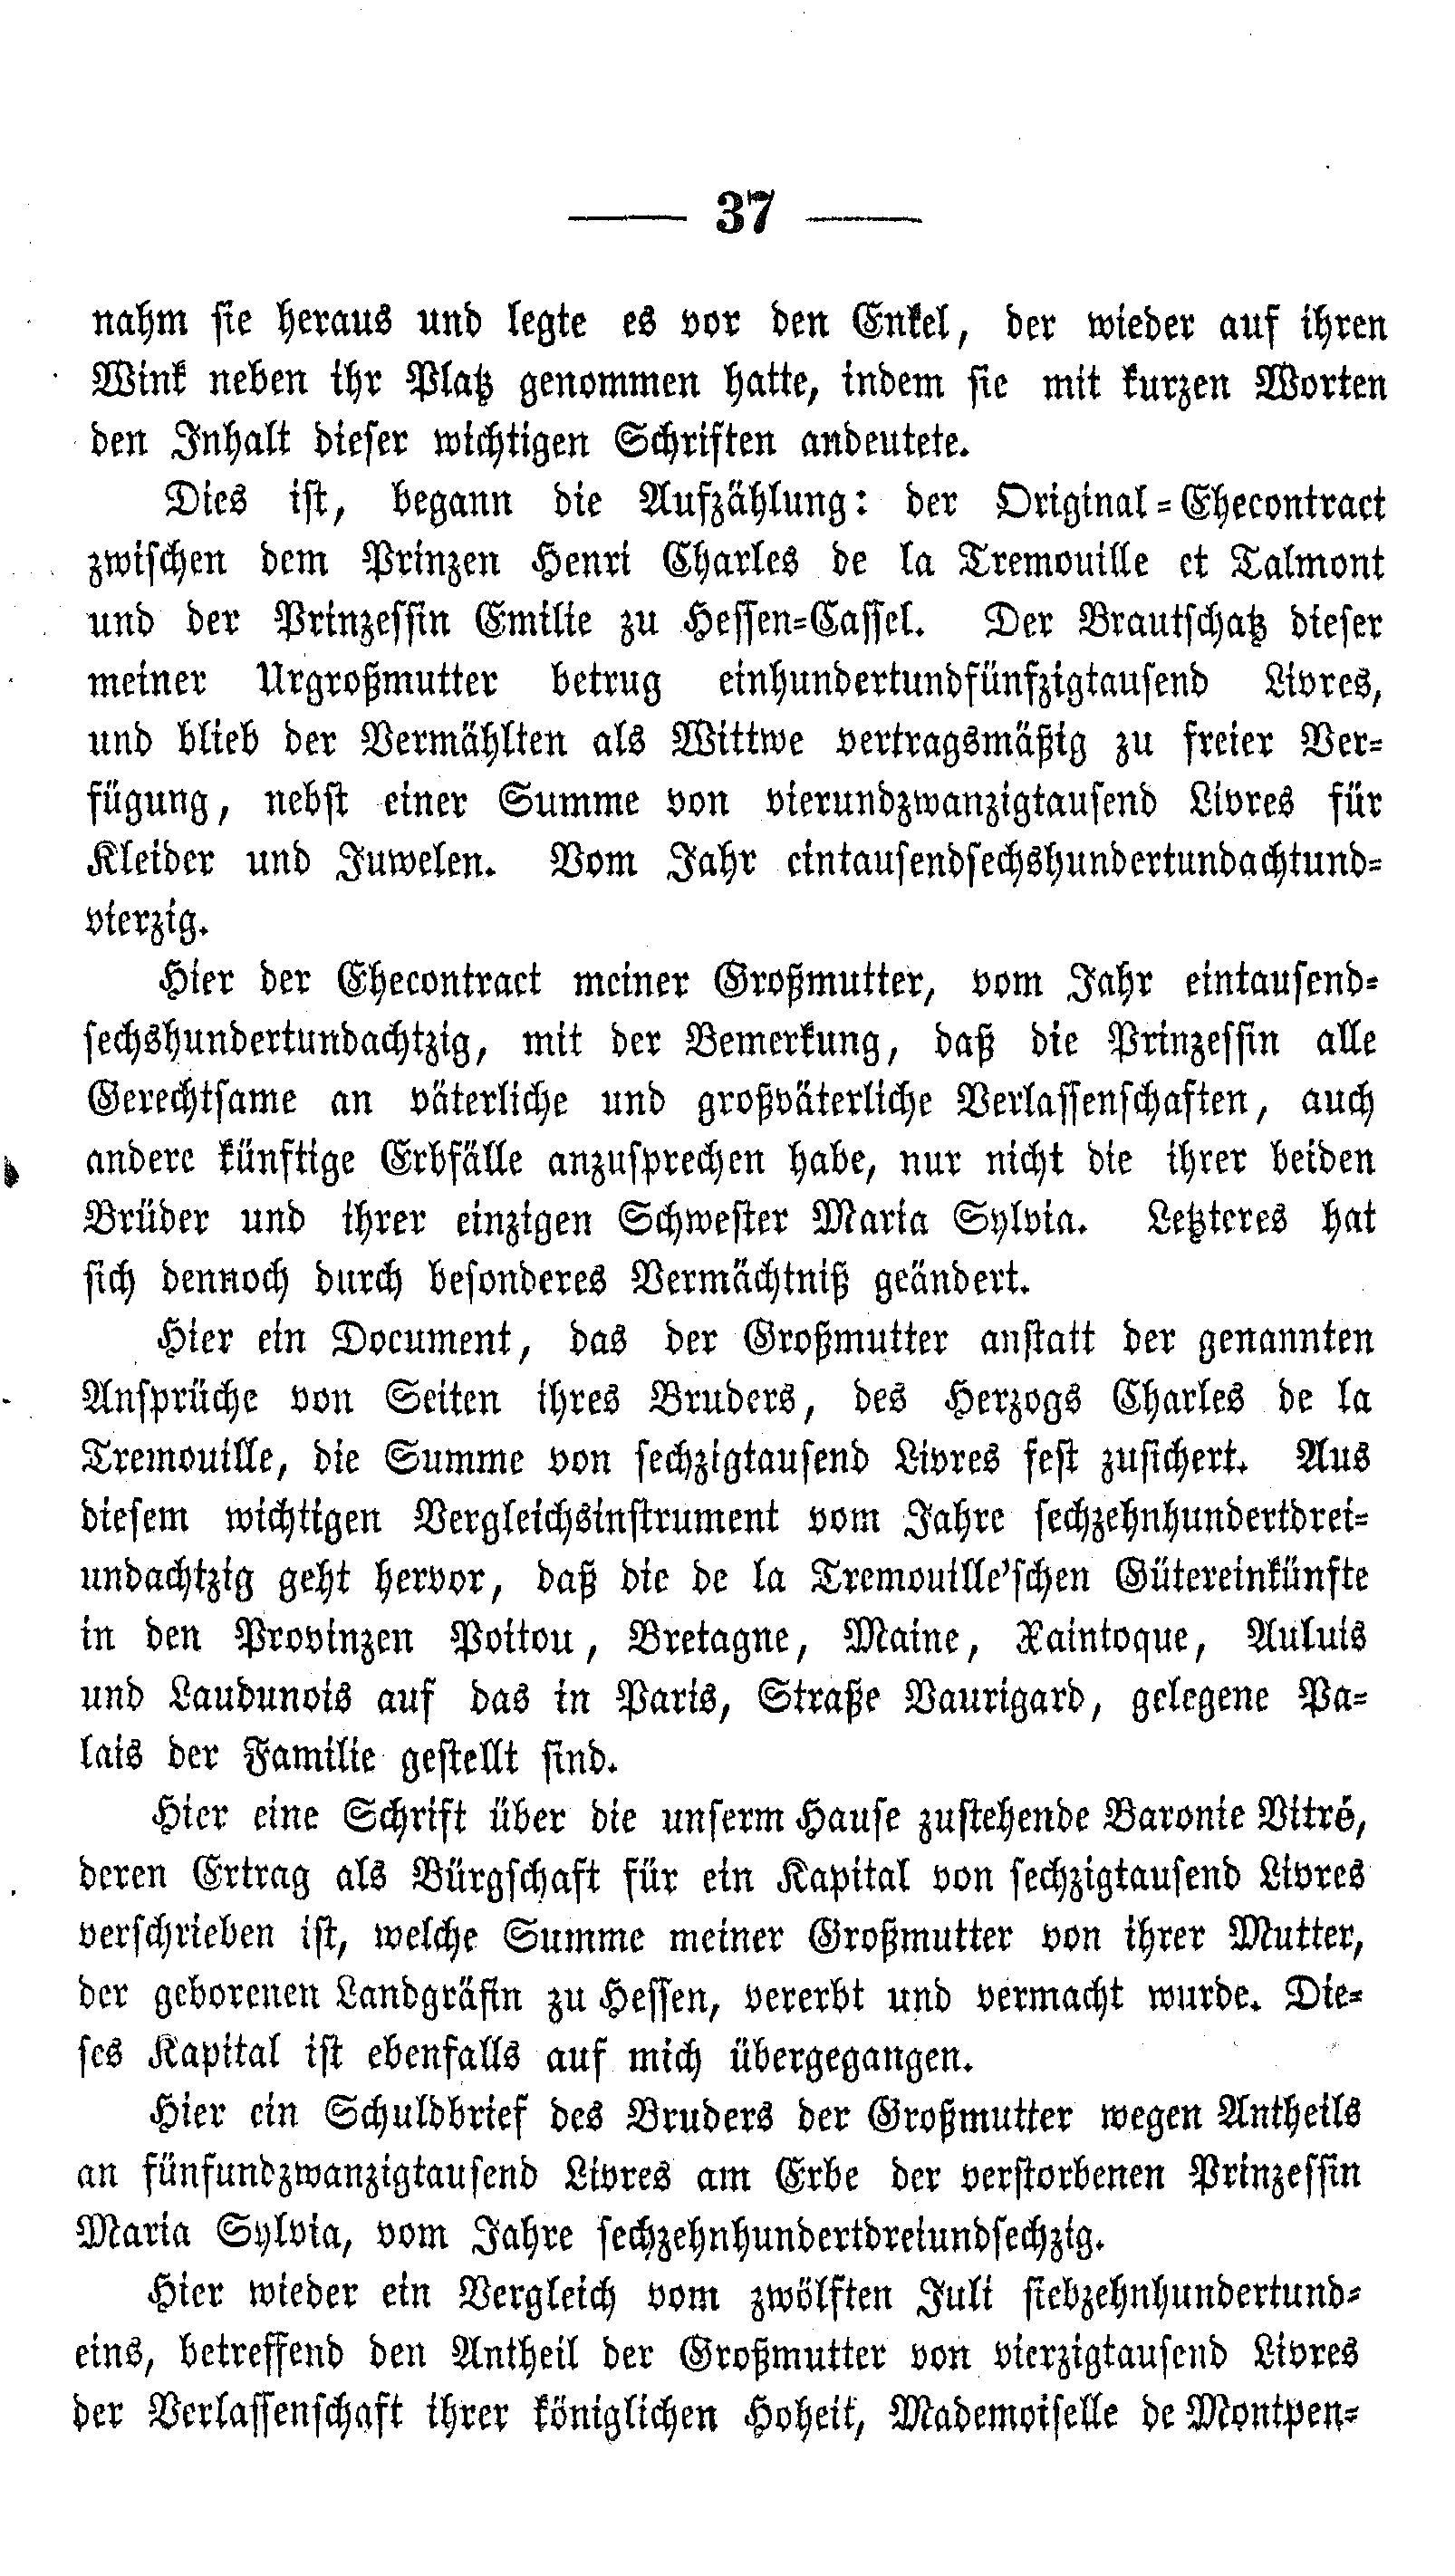 —— 37 ——
nahm sie heraus und legte es vor den Enkel, der wieder auf ihren
Wink neben ihr Platz genommen hatte, indem sie mit kurzen Worten
den Inhalt dieser wichtigen Schriften andeutete.
Dies ist, begann die Aufzählung: der Original-Ehecontract
zwischen dem Prinzen Henri Charles de la Tremouille et Talmont
und der Prinzessin Emilie zu Hessen-Cassel. Der Brautschatz dieser
meiner Urgroßmutter betrug einhundertundfünfzigtausend Livres,
und blieb der Vermählten als Wittwe vertragsmäßig zu freier Ver-
fügung, nebst einer Summe von vierundzwanzigtausend Livres für
Kleider und Juwelen. Vom Jahr eintausendsechshundertundachtund-
vierzig.
Hier der Ehecontract meiner Großmutter, vom Jahr eintausend-
sechshundertundachtzig, mit der Bemerkung, daß die Prinzessin alle
Gerechtsame an väterliche und großväterliche Verlassenschaften, auch
andere künftige Erbfälle anzusprechen habe, nur nicht die ihrer beiden
Brüder und ihrer einzigen Schwester Maria Sylvia. Letzteres hat
sich dennoch durch besonderes Vermächtniß geändert.
Hier ein Document, das der Großmutter anstatt der genannten
Ansprüche von Seiten ihres Bruders, des Herzogs Charles de la
Tremouille, die Summe von sechzigtausend Livres fest zusichert. Aus
diesem wichtigen Vergleichsinstrument vom Jahre sechzehnhundertdrei-
undachtzig geht hervor, daß die de la Tremouille'schen Gütereinkünfte
in den Provinzen Poitou, Bretagne, Maine, Xaintoque, Auluis
und Laudunois auf das in Paris, Straße Vaurigard, gelegene Pa-
lais der Familie gestellt sind.
Hier eine Schrift über die unserm Hause zustehende Baronie Vitré,
deren Ertrag als Bürgschaft für ein Kapital von sechzigtausend Livres
verschrieben ist, welche Summe meiner Großmutter von ihrer Mutter,
der geborenen Landgräfin zu Hessen, vererbt und vermacht wurde. Die-
ses Kapital ist ebenfalls auf mich übergegangen.
Hier ein Schuldbrief des Bruders der Großmutter wegen Antheils
an fünfundzwanzigtausend Livres am Erbe der verstorbenen Prinzessin
Maria Sylvia, vom Jahre sechzehnhundertdreiundsechzig.
Hier wieder ein Vergleich vom zwölften Juli siebzehnhundertund-
eins, betreffend den Antheil der Großmutter von vierzigtausend Livres
der Verlassenschaft ihrer königlichen Hoheit, Mademoiselle de Montpen-